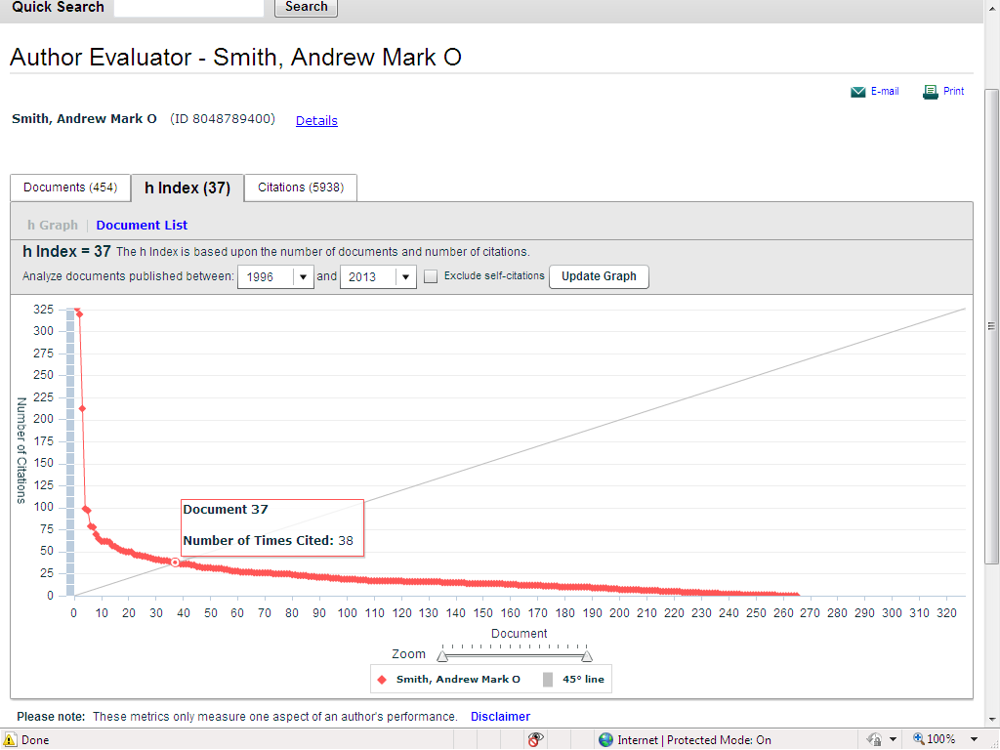 Quick Search Search
Author Evaluator - Smith, Andrew Mark O
E-mail Print
Smith, Andrew Mark O (ID 8048789400) Details
Documents (454) h Index (37) Citations (5938)
h Graph | Document List
h Index = 37 The h Index is based upon the number of documents and number of citations.
Analyze documents published between: 1996 and 2013 Exclude self-citations Update Graph
325
300
275
250
225
200
175
150
125
100
75
50
25
0
Number of Citations
Document 37
Number of Times Cited: 38
0 10 20 30 40 50 60 70 80 90 100 110 120 130 140 150 160 170 180 190 200 210 220 230 240 250 260 270 280 290 300 310 320
Document
Zoom
Smith, Andrew Mark O 45° line
Please note: These metrics only measure one aspect of an author's performance. Disclaimer
Done Internet | Protected Mode: On 100%